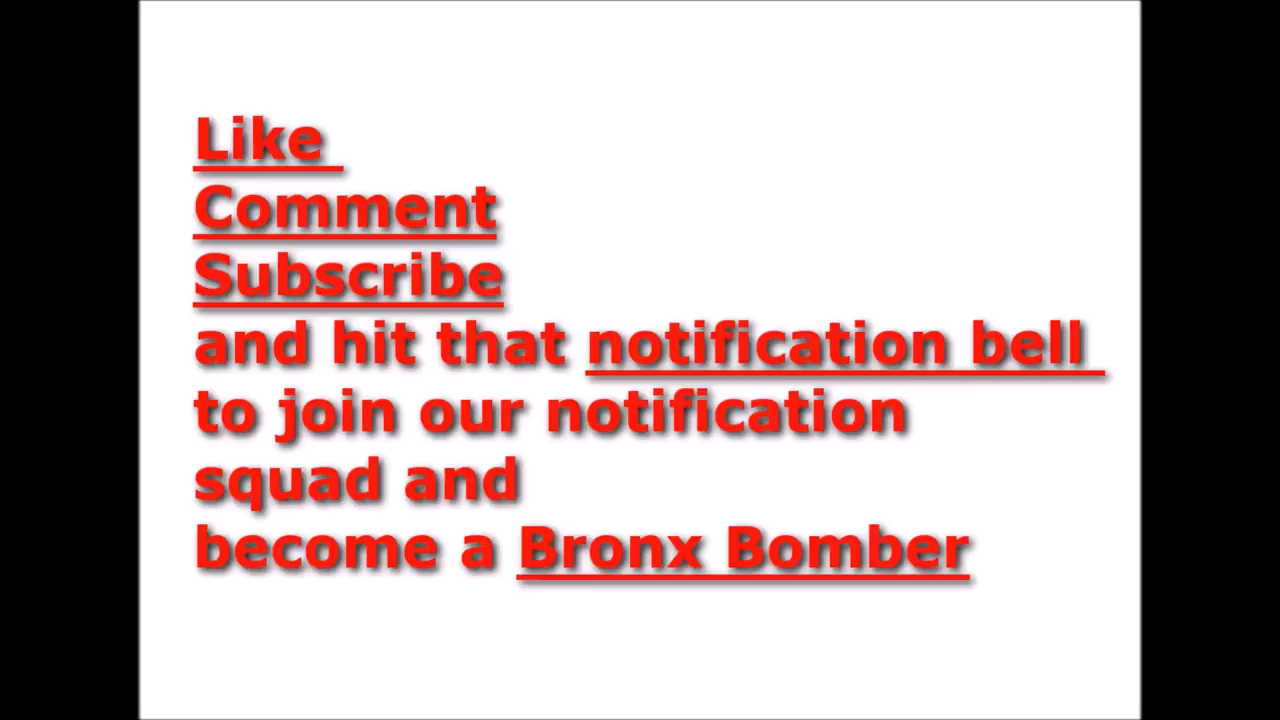 Like
Comment
Subscribe
and hit that notification bell
to join our notification
squad and
become a Bronx Bomber